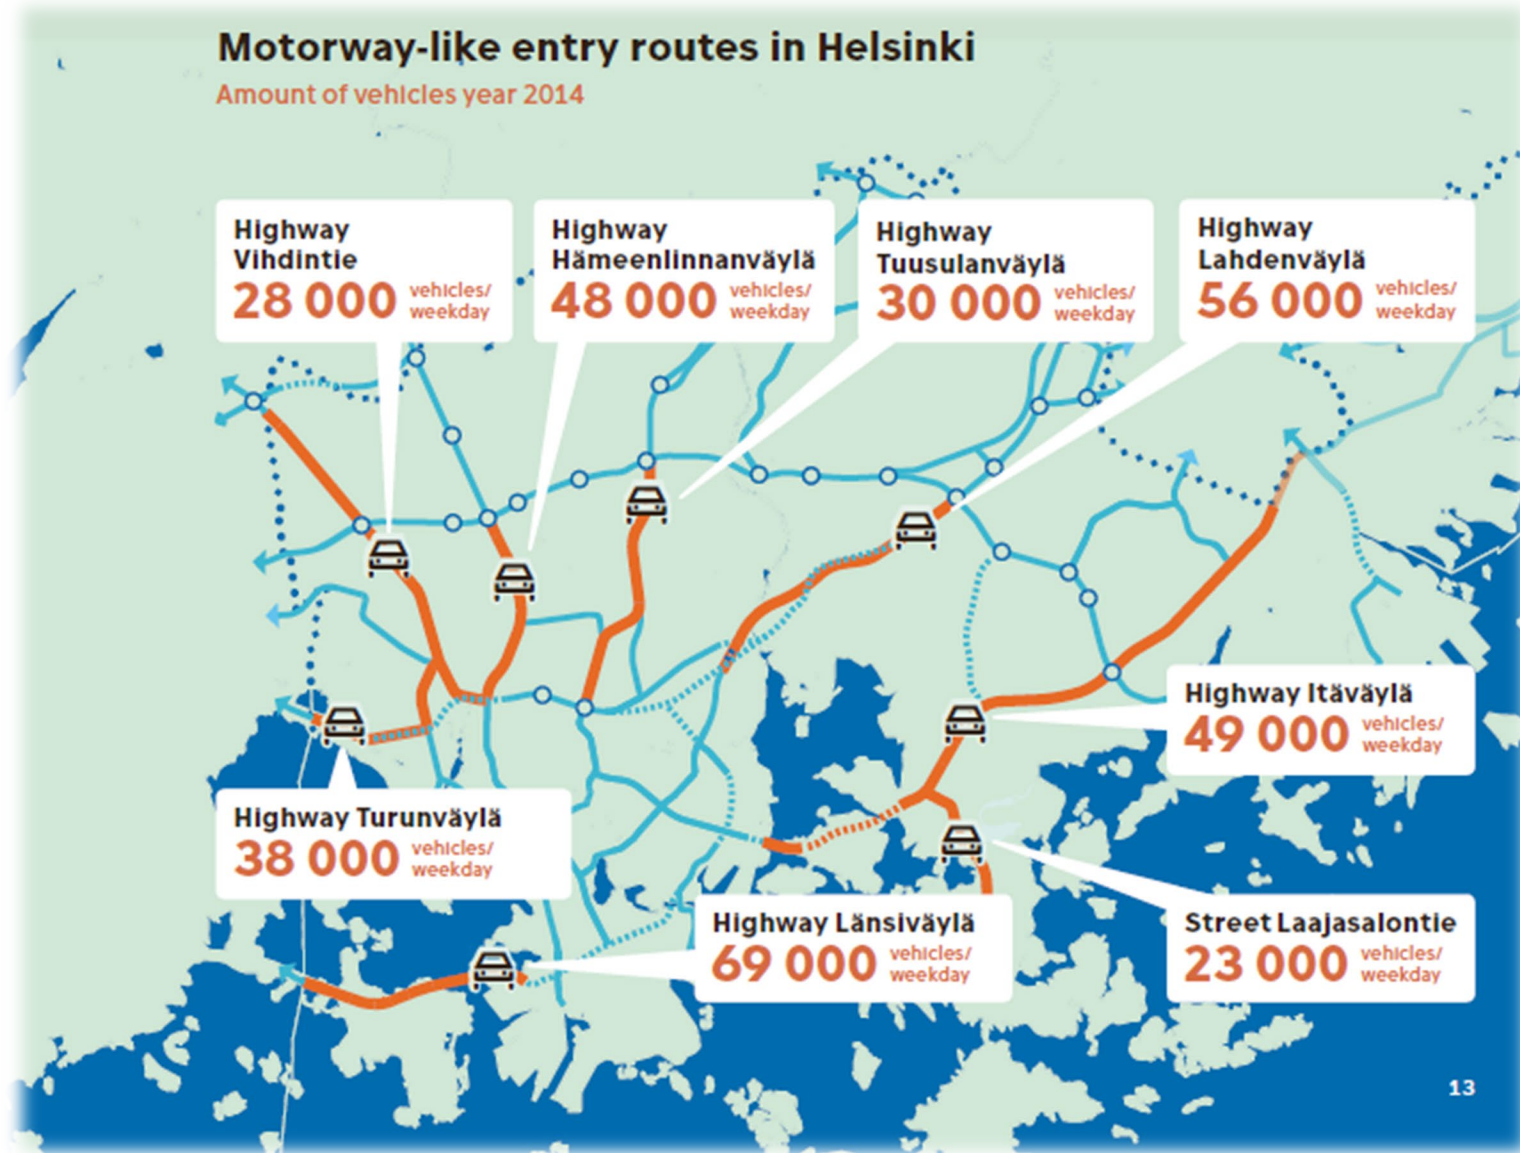 Motorway-like entry routes in Helsinki
Amount of vehicles year 2014
Highway
Vihdintie
28 000 vehicles/
weekday
Highway
Hämeenlinnanväylä
48 000 vehicles/
weekday
Highway
Tuusulanväylä
30 000 vehicles/
weekday
Highway
Lahdenväylä
56 000 vehicles/
weekday
Highway Itäväylä
49 000 vehicles/
weekday
Highway Turunväylä
38 000 vehicles/
weekday
Highway Länsiväylä
69 000 vehicles/
weekday
Street Laajasalontie
23 000 vehicles/
weekday
13